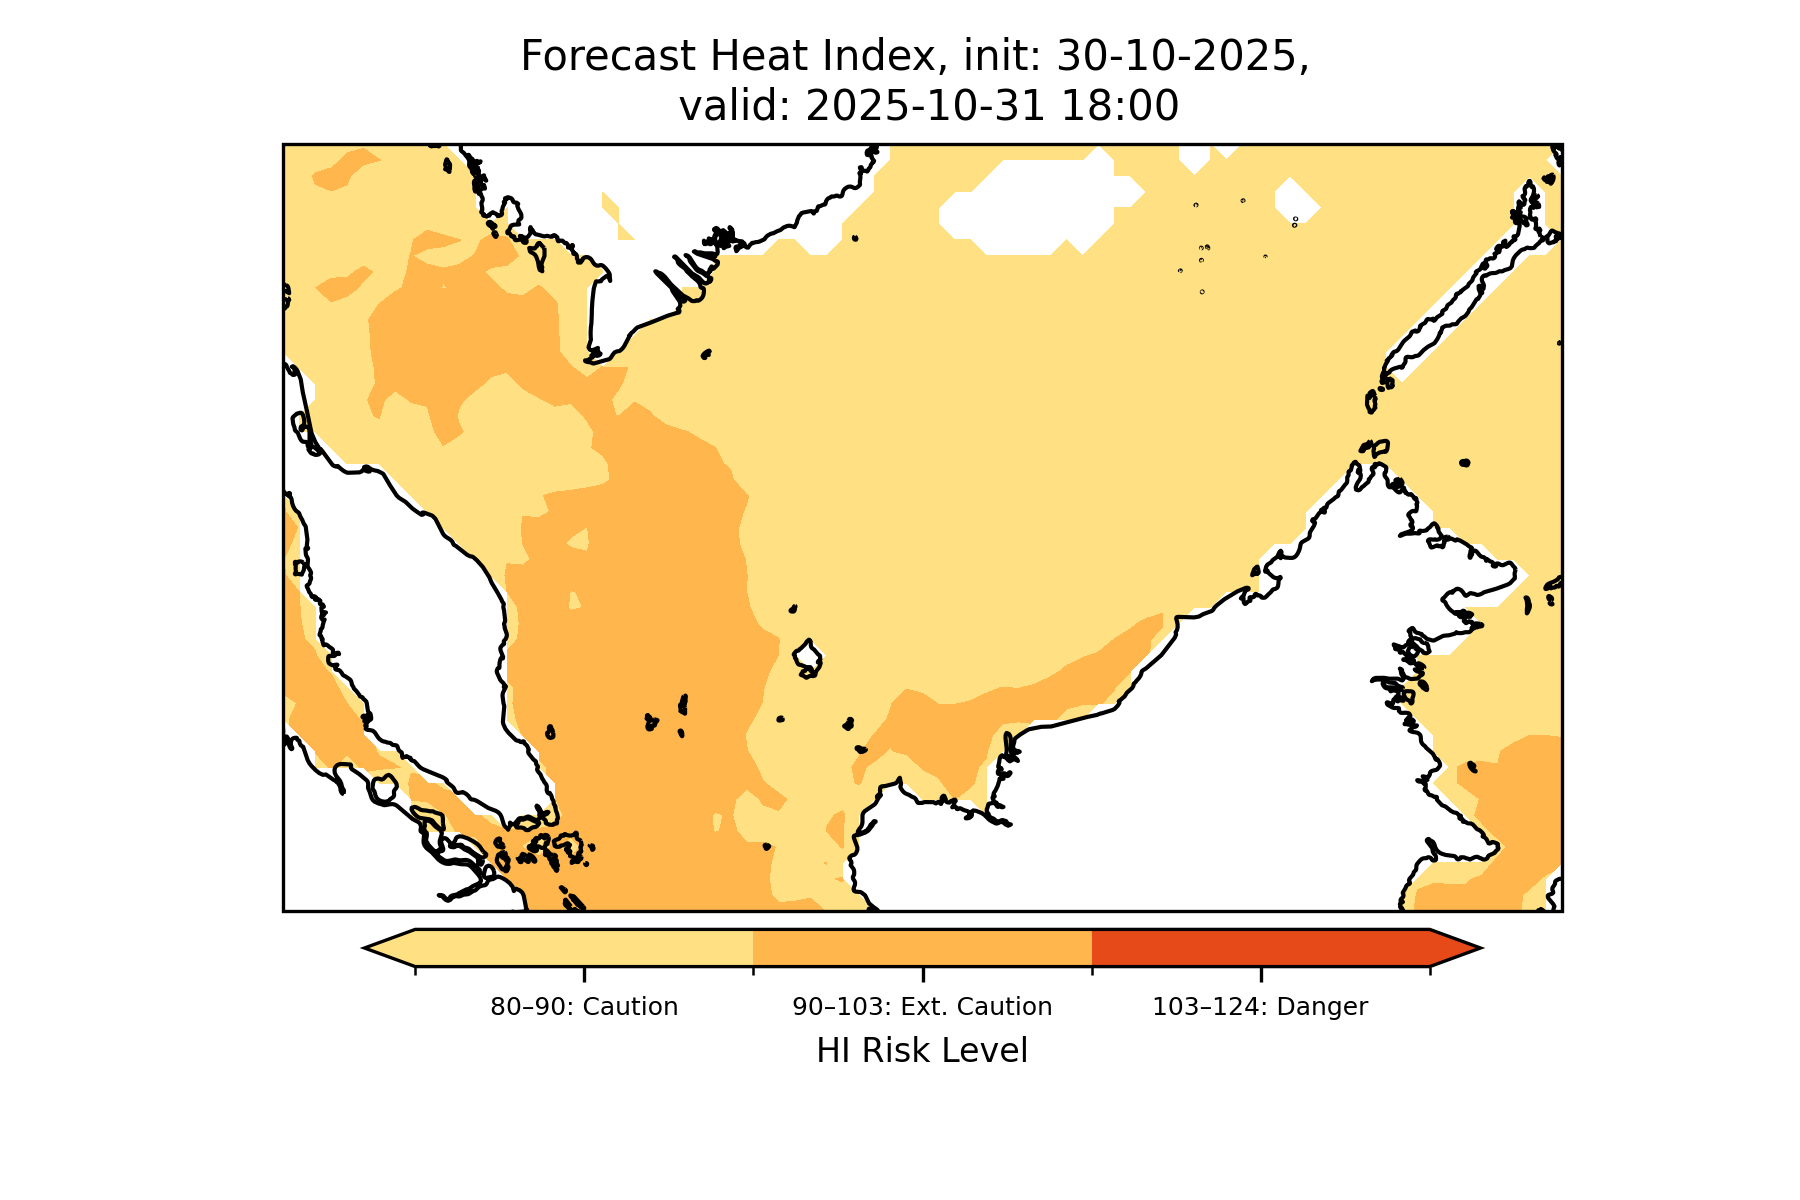 Forecast Heat Index, init: 30-10-2025,
valid: 2025-10-31 18:00
80–90: Caution
90–103: Ext. Caution
103–124: Danger
HI Risk Level